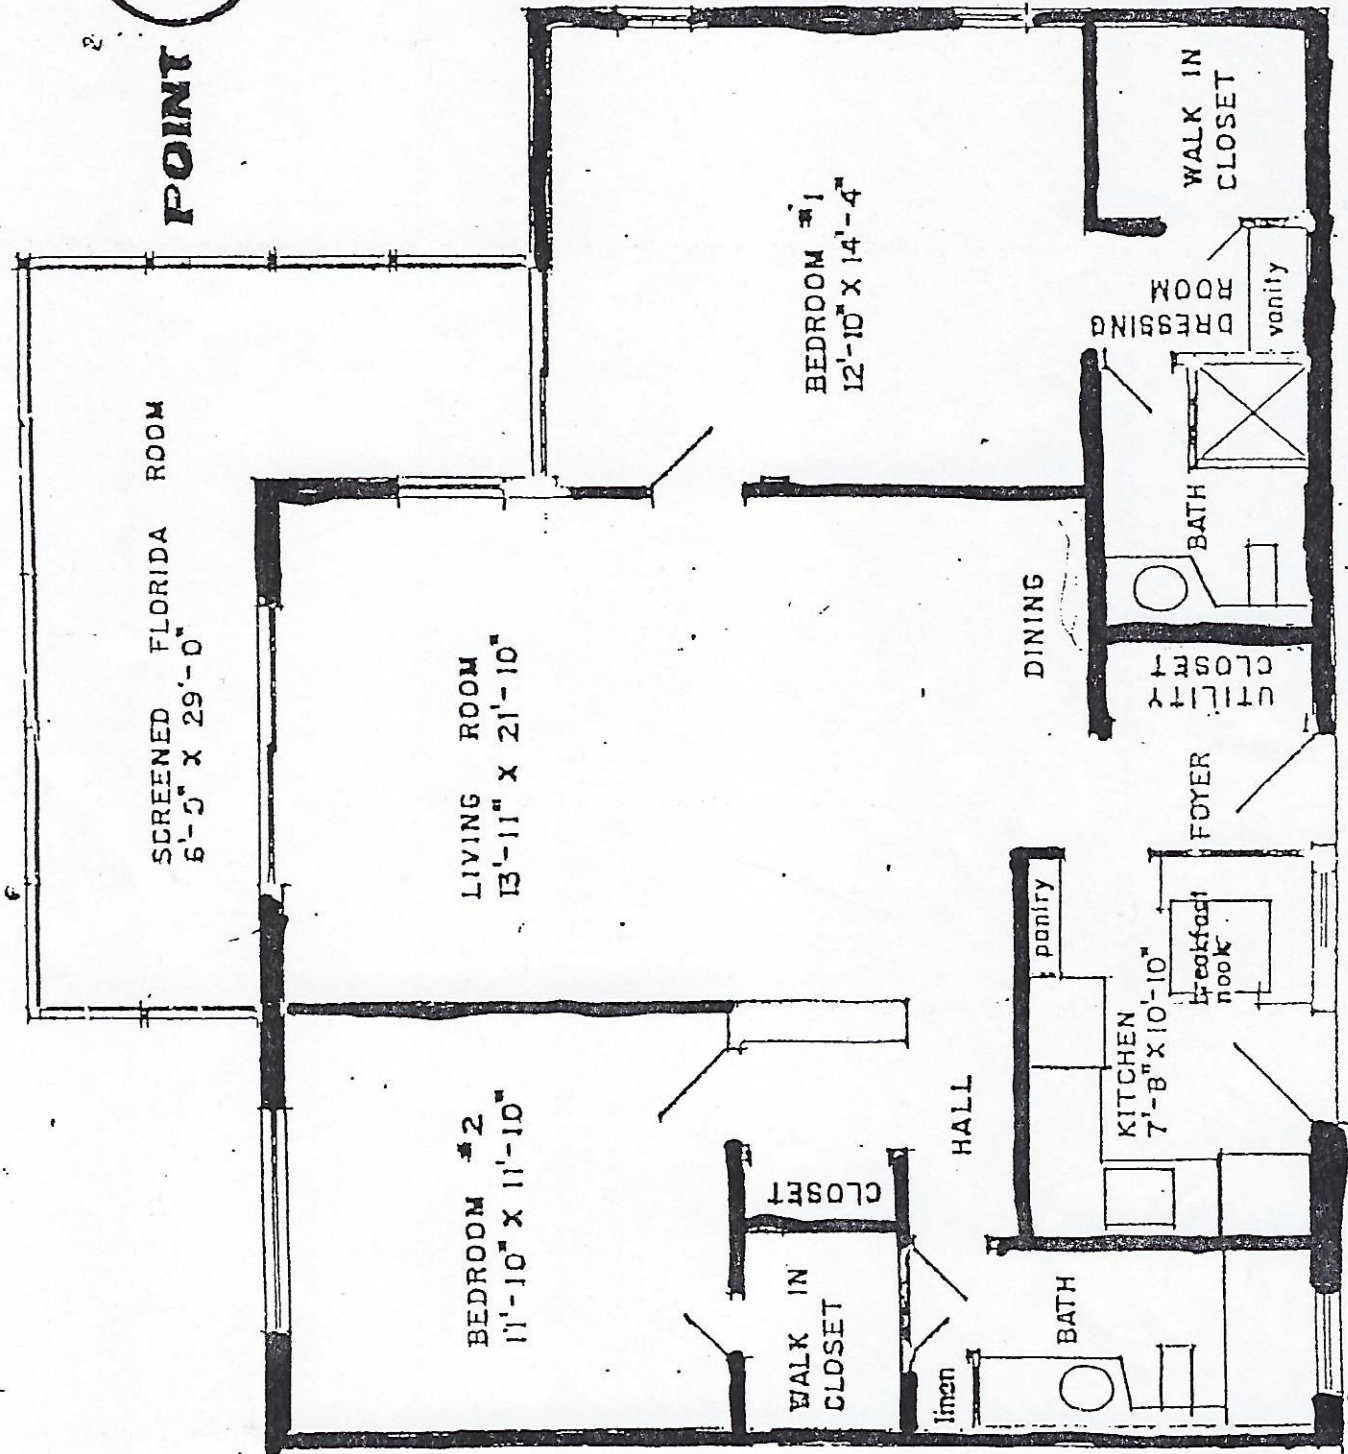 POINT
SCREENED FLORIDA ROOM
6'-0" X 29'-0"
LIVING ROOM
13'-11" X 21'-10"
BEDROOM #1
12'-10" X 14'-4"
WALK IN
CLOSET
DRESSING
ROOM
vanity
BATH
DINING
UTILITY
CLOSET
FOYER
pantry
breakfast
nook
KITCHEN
7'-8" X 10'-10"
HALL
BEDROOM #2
11'-10" X 11'-10"
CLOSET
WALK IN
CLOSET
linen
BATH